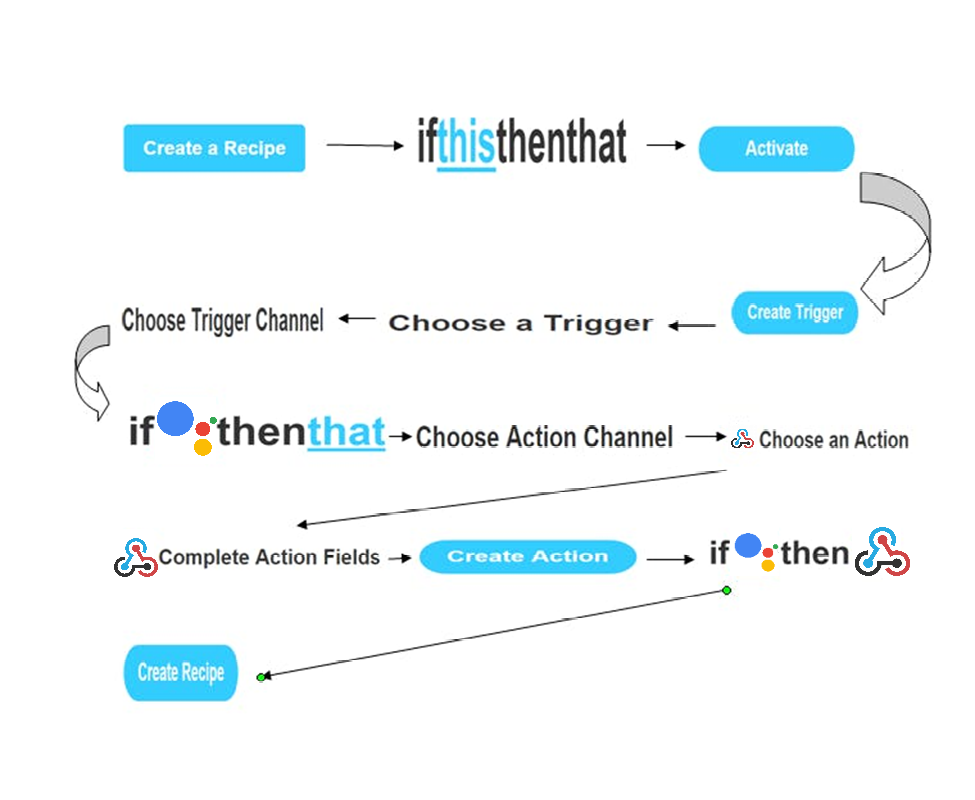 Create a Recipe ifthisthenthat Activate
Choose Trigger Channel Choose a Trigger Create Trigger
if thenthat Choose Action Channel Choose an Action
Complete Action Fields Create Action if then
Create Recipe